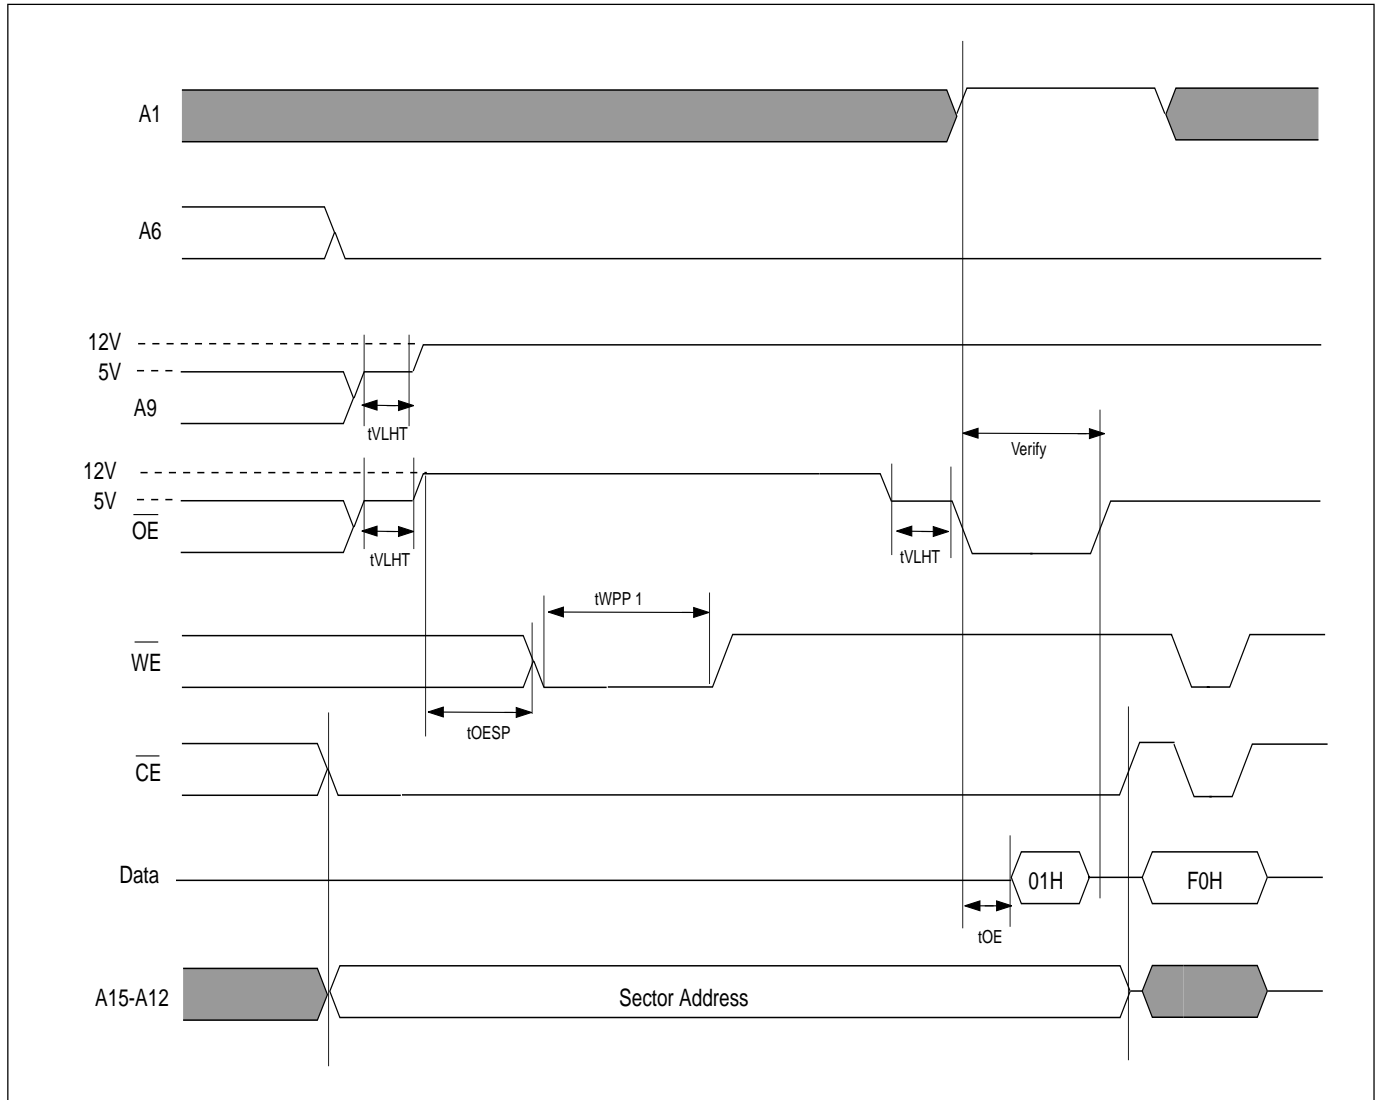 A1
A6
12V
5V
A9
tVLHT
Verify
12V
5V
OE
tVLHT
tVLHT
tWPP 1
WE
tOESP
CE
Data
01H
F0H
tOE
A15-A12
Sector Address